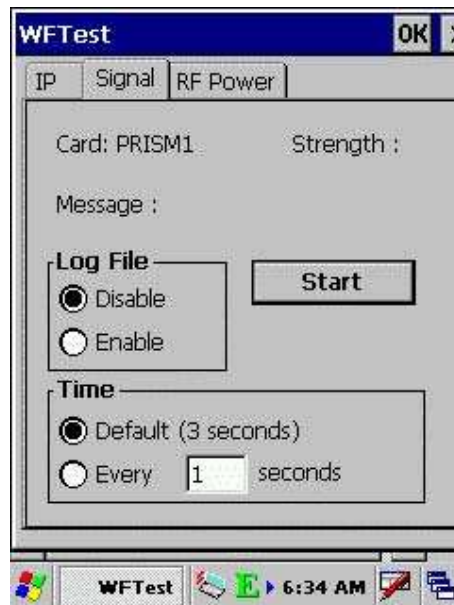 WFTest OK
IP Signal RF Power
Card: PRISM1 Strength :
Message :
Log File
Disable
Start
Enable
Time
Default (3 seconds)
Every 1 seconds
WFTest E 6:34 AM